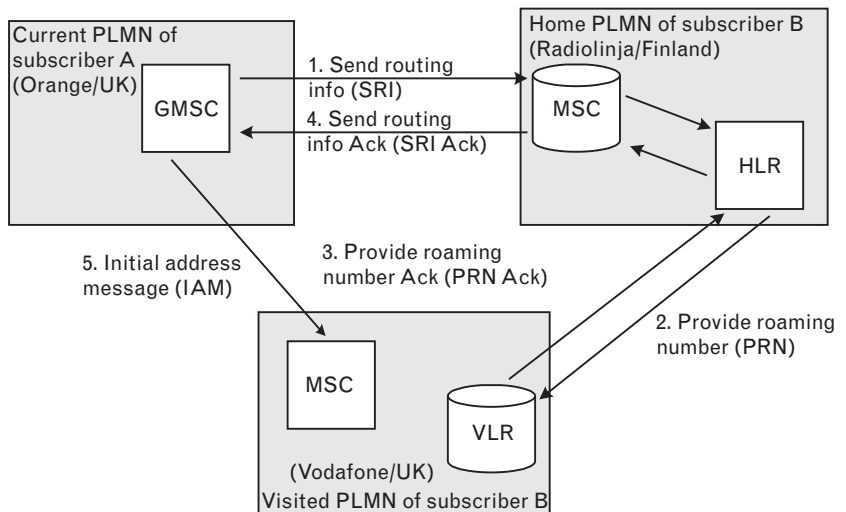 Current PLMN of
subscriber A
(Orange/UK)
GMSC
1. Send routing
info (SRI)
4. Send routing
info Ack (SRI Ack)
Home PLMN of subscriber B
(Radiolinja/Finland)
MSC
HLR
5. Initial address
message (IAM)
3. Provide roaming
number Ack (PRN Ack)
2. Provide roaming
number (PRN)
MSC
VLR
(Vodafone/UK)
Visited PLMN of subscriber B